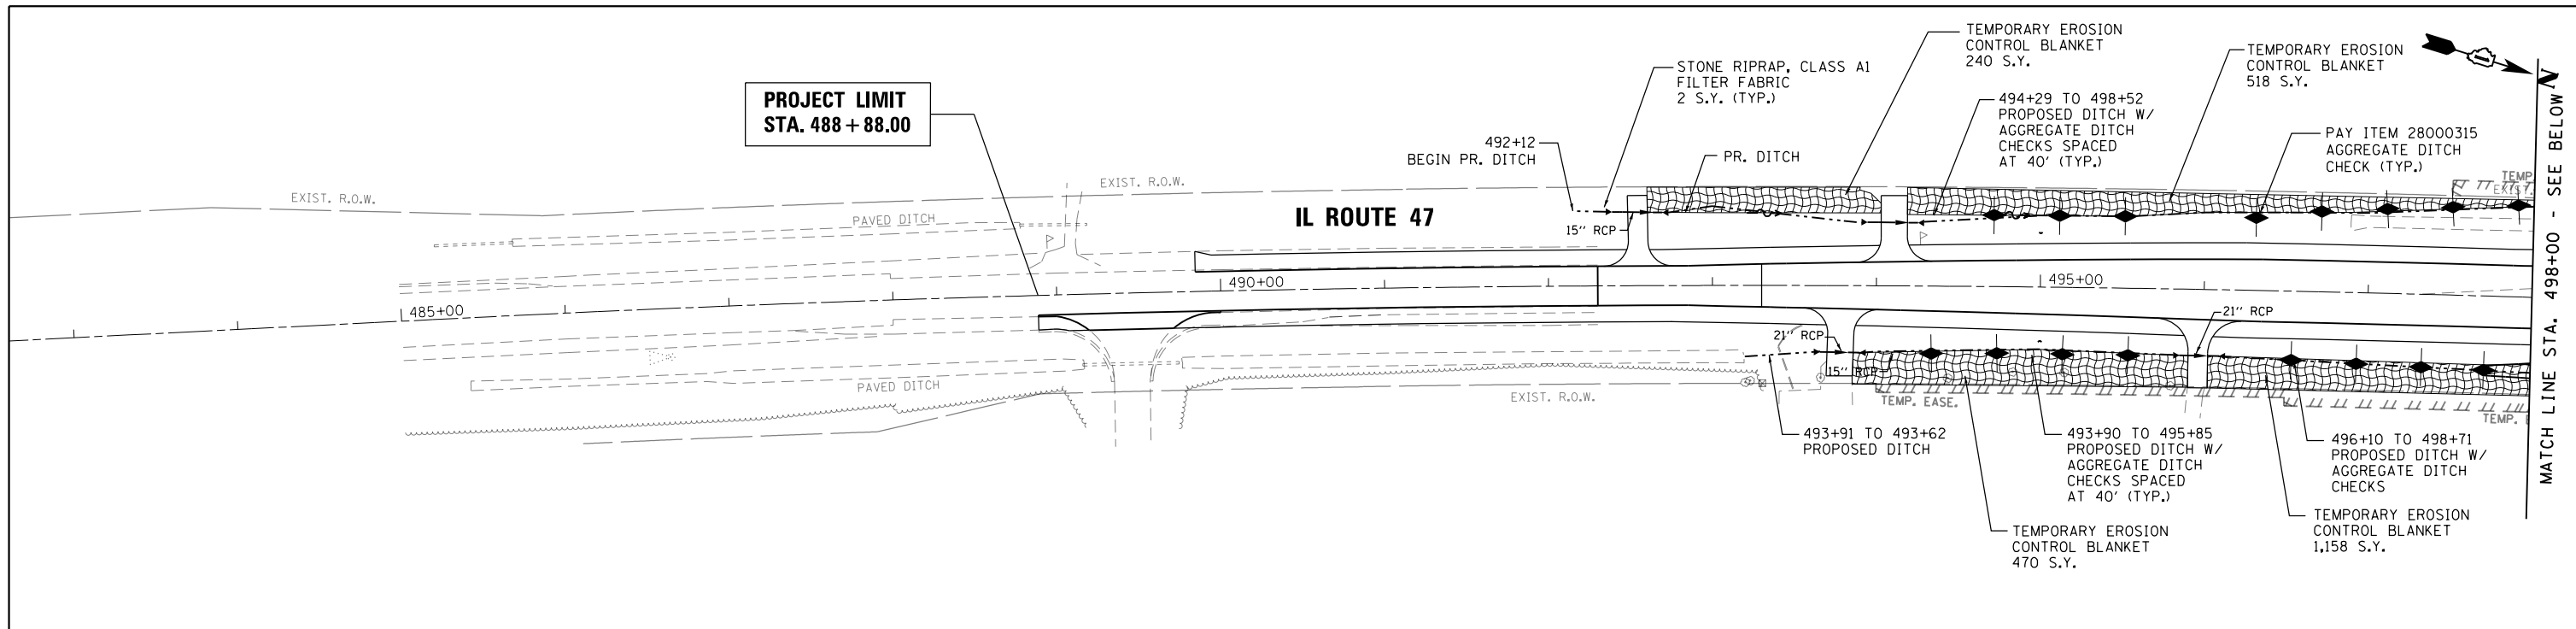 TEMPORARY EROSION
CONTROL BLANKET
240 S.Y.
STONE RIPRAP, CLASS A1
FILTER FABRIC
2 S.Y. (TYP.)
TEMPORARY EROSION
CONTROL BLANKET
518 S.Y.
PROJECT LIMIT
STA. 488+88.00
494+29 TO 498+52
PROPOSED DITCH W/
AGGREGATE DITCH
CHECKS SPACED
AT 40' (TYP.)
PAY ITEM 28000315
AGGREGATE DITCH
CHECK (TYP.)
492+12
BEGIN PR. DITCH
PR. DITCH
N
MATCH LINE STA. 498+00 - SEE BELOW
EXIST. R.O.W.
EXIST. R.O.W.
TEMP
EXIST.
PAVED DITCH
IL ROUTE 47
15" RCP
485+00
490+00
495+00
21" RCP
21" RCP
15" RCP
PAVED DITCH
EXIST. R.O.W.
TEMP. EASE.
TEMP.
493+91 TO 493+62
PROPOSED DITCH
493+90 TO 495+85
PROPOSED DITCH W/
AGGREGATE DITCH
CHECKS SPACED
AT 40' (TYP.)
496+10 TO 498+71
PROPOSED DITCH W/
AGGREGATE DITCH
CHECKS
TEMPORARY EROSION
CONTROL BLANKET
470 S.Y.
TEMPORARY EROSION
CONTROL BLANKET
1,158 S.Y.